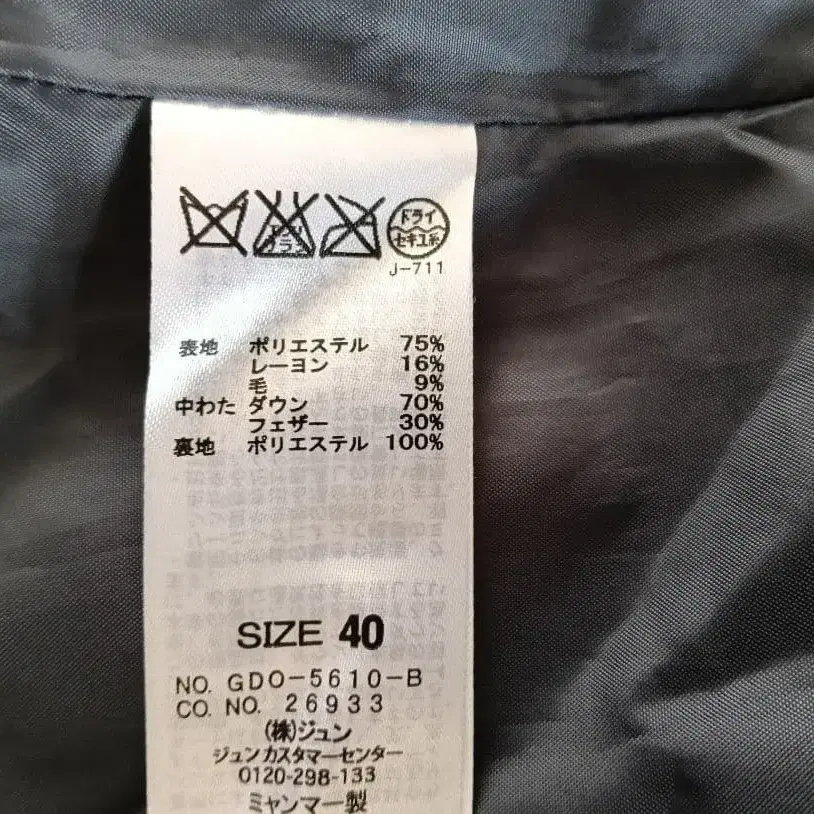 ドライ
セキユ系
J-711
表地 ポリエステル 75%
レーヨン 16%
毛 9%
中わた ダウン 70%
フェザー 30%
裏地 ポリエステル 100%
SIZE 40
NO. GDO-5610-B
CO. NO. 26933
(株)ジュン
ジュンカスタマーセンター
0120-298-133
ミャンマー製